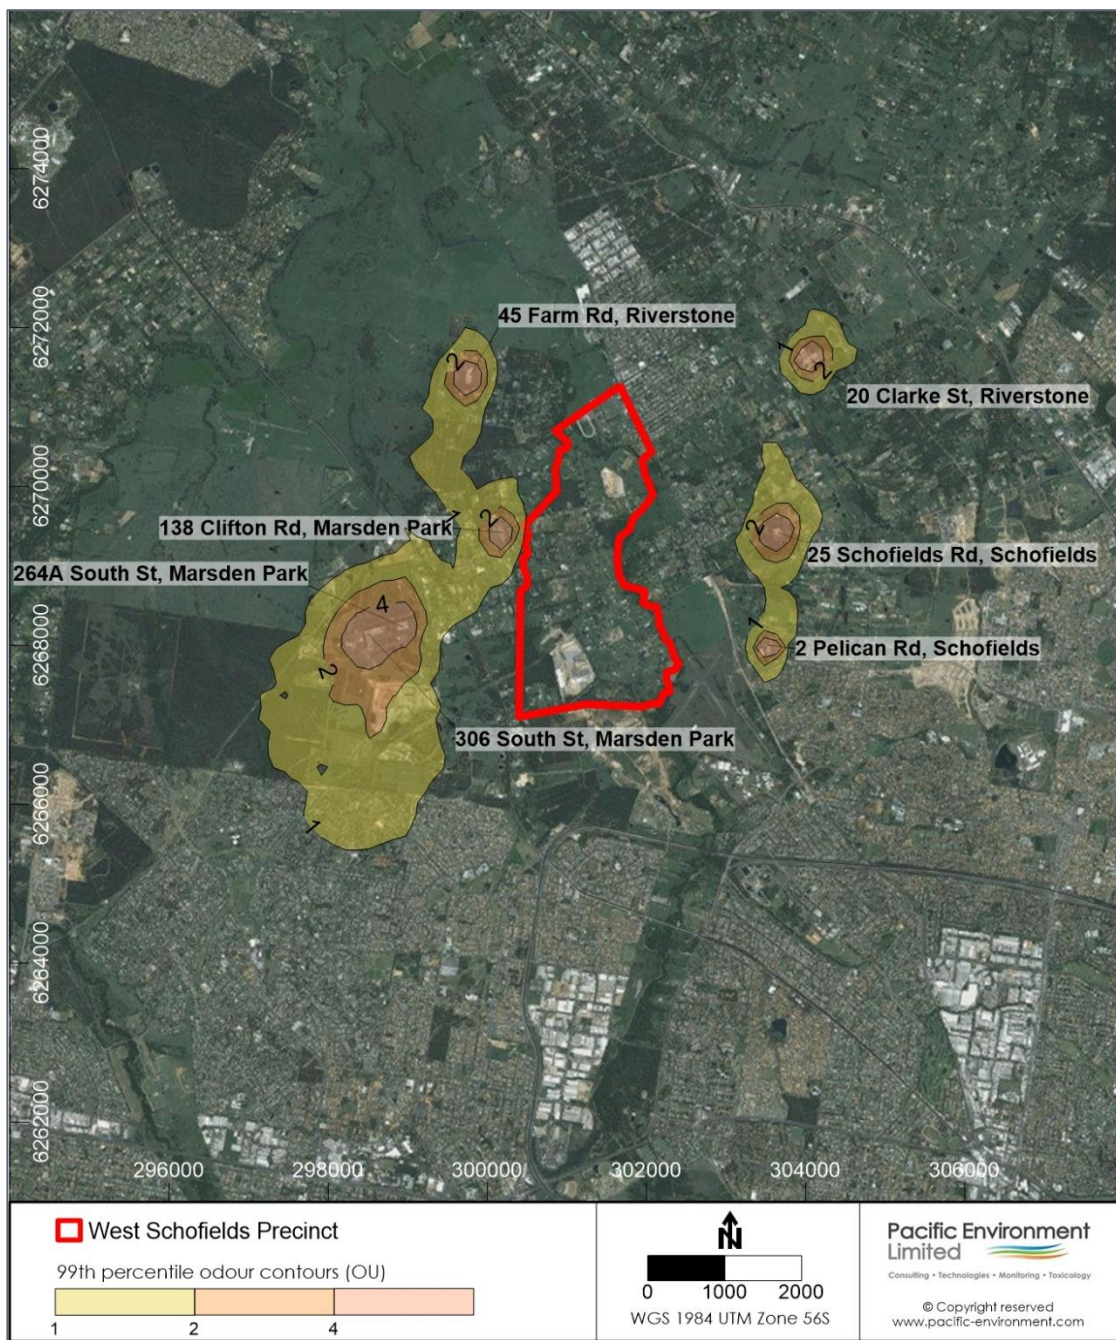 6274000
6272000
6270000
6268000
6266000
6264000
6262000
296000
298000
300000
302000
304000
306000
45 Farm Rd, Riverstone
2
1
2
20 Clarke St, Riverstone
1
138 Clifton Rd, Marsden Park
2
2
25 Schofields Rd, Schofields
264A South St, Marsden Park
4
2
1
2 Pelican Rd, Schofields
306 South St, Marsden Park
1
West Schofields Precinct
99th percentile odour contours (OU)
1 2 4
N
0 1000 2000
WGS 1984 UTM Zone 56S
Pacific Environment
Limited
Consulting • Technologies • Monitoring • Toxicology
© Copyright reserved
www.pacific-environment.com